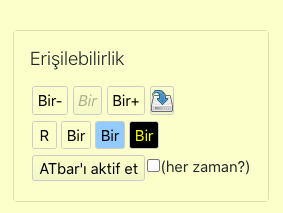 Erişilebilirlik
Bir- Bir Bir+
R Bir Bir Bir
ATbar'ı aktif et (her zaman?)